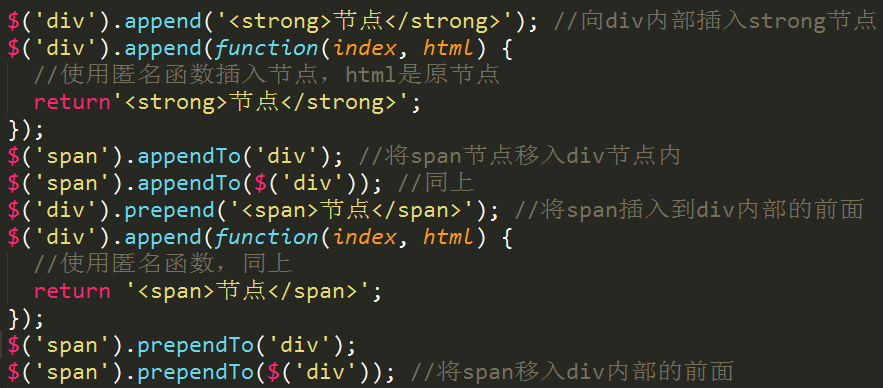 $('div').append('<strong>节点</strong>'); //向div内部插入strong节点
$('div').append(function(index, html) {
  //使用匿名函数插入节点，html是原节点
  return'<strong>节点</strong>';
});
$('span').appendTo('div'); //将span节点移入div节点内
$('span').appendTo($('div')); //同上
$('div').prepend('<span>节点</span>'); //将span插入到div内部的前面
$('div').append(function(index, html) {
  //使用匿名函数，同上
  return '<span>节点</span>';
});
$('span').prependTo('div');
$('span').prependTo($('div')); //将span移入div内部的前面